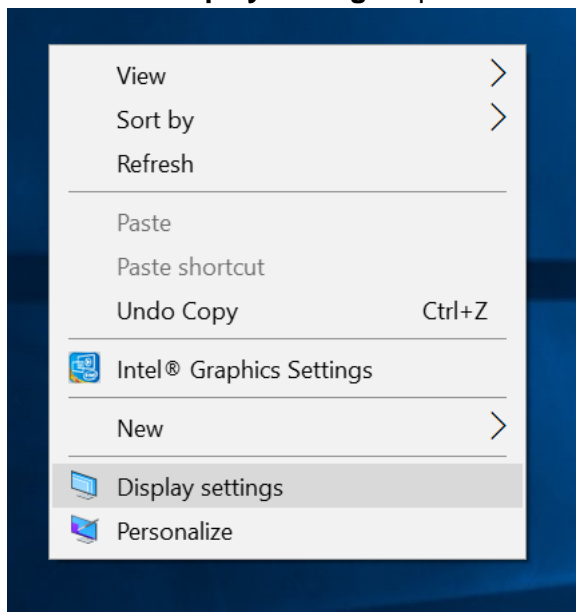 View
Sort by
Refresh
Paste
Paste shortcut
Undo Copy Ctrl+Z
Intel® Graphics Settings
New
Display settings
Personalize